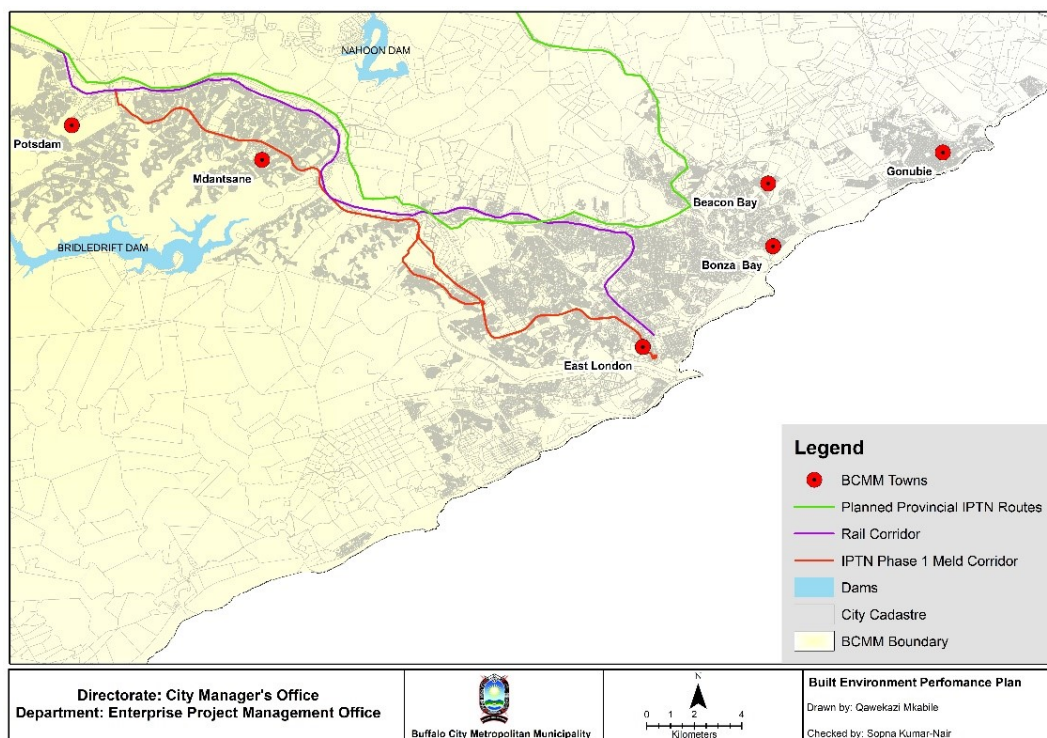 NAHOON DAM
Potsdam
Mdantsane
Gonubie
Beacon Bay
BRIDLEDRIFT DAM
Bonza Bay
East London
Legend
BCMM Towns
Planned Provincial IPTN Routes
Rail Corridor
IPTN Phase 1 Meld Corridor
Dams
City Cadastre
BCMM Boundary
Directorate: City Manager's Office
Department: Enterprise Project Management Office
Buffalo City Metropolitan Municipality
N
0 2 4
Kilometers
Built Environment Perfomance Plan
Drawn by: Qawekazi Mkabile
Checked by: Sopna Kumar-Nair